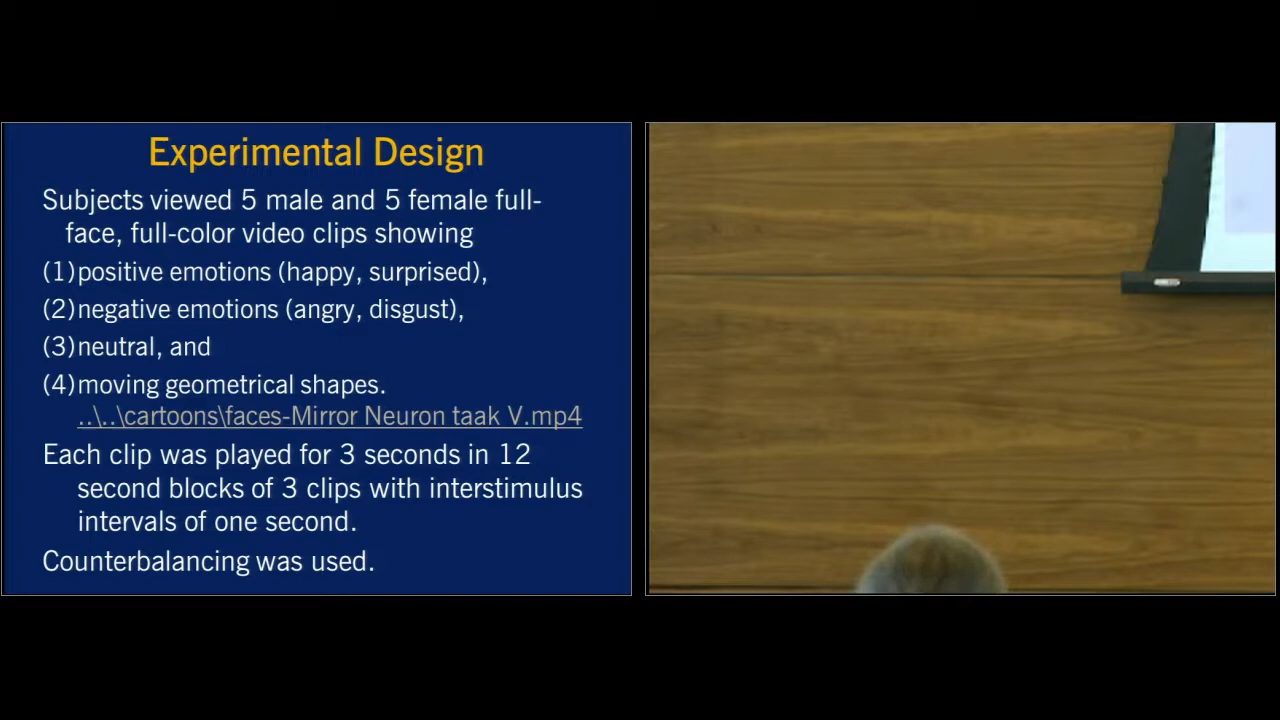 Experimental Design
Subjects viewed 5 male and 5 female full-
face, full-color video clips showing
(1)positive emotions (happy, surprised),
(2)negative emotions (angry, disgust),
(3)neutral, and
(4)moving geometrical shapes.
..\..\cartoons\faces-Mirror Neuron taak V.mp4
Each clip was played for 3 seconds in 12
second blocks of 3 clips with interstimulus
intervals of one second.
Counterbalancing was used.